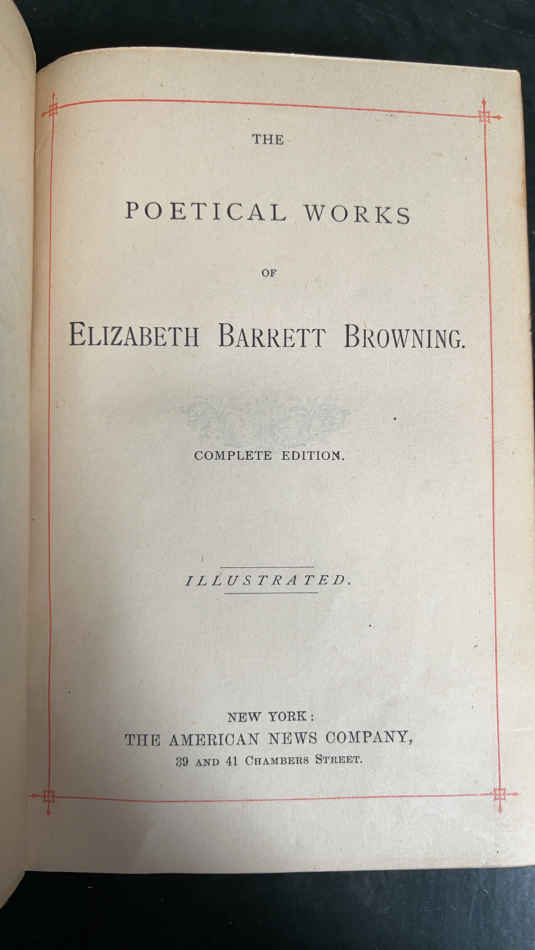 THE
POETICAL WORKS
OF
ELIZABETH BARRETT BROWNING.
COMPLETE EDITION.
ILLUSTRATED.
NEW YORK:
THE AMERICAN NEWS COMPANY,
39 AND 41 CHAMBERS STREET.